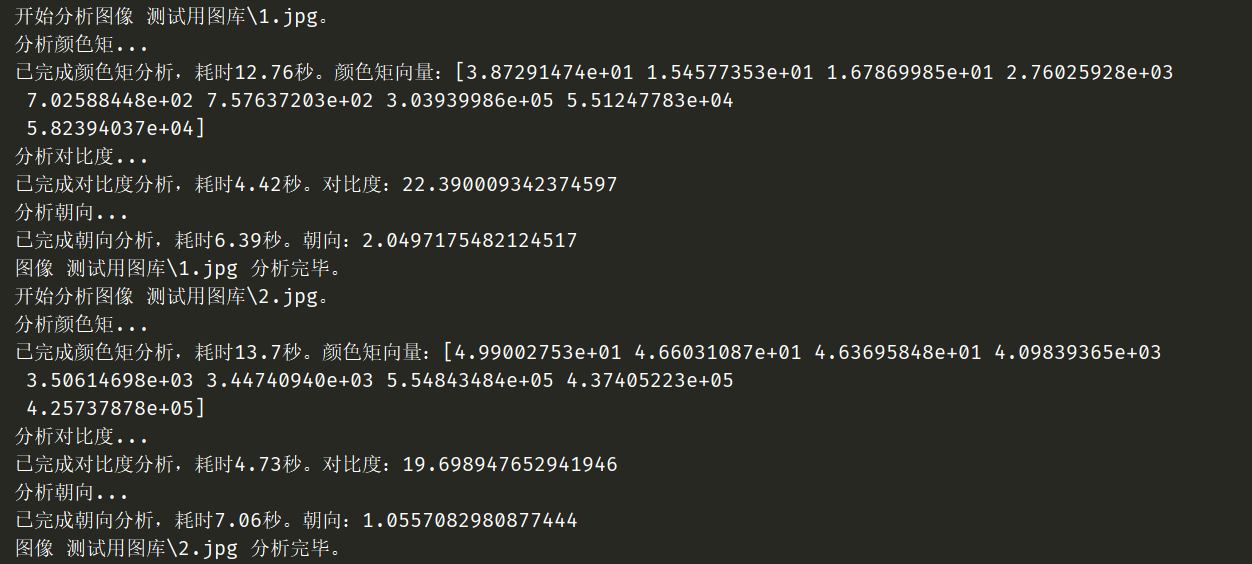 开始分析图像 测试用图库\1.jpg。
分析颜色矩...
已完成颜色矩分析，耗时12.76秒。颜色矩向量：[3.87291474e+01 1.54577353e+01 1.67869985e+01 2.76025928e+03
 7.02588448e+02 7.57637203e+02 3.03939986e+05 5.51247783e+04
 5.82394037e+04]
分析对比度...
已完成对比度分析，耗时4.42秒。对比度：22.390009342374597
分析朝向...
已完成朝向分析，耗时6.39秒。朝向：2.0497175482124517
图像 测试用图库\1.jpg 分析完毕。
开始分析图像 测试用图库\2.jpg。
分析颜色矩...
已完成颜色矩分析，耗时13.7秒。颜色矩向量：[4.99002753e+01 4.66031087e+01 4.63695848e+01 4.09839365e+03
 3.50614698e+03 3.44740940e+03 5.54843484e+05 4.37405223e+05
 4.25737878e+05]
分析对比度...
已完成对比度分析，耗时4.73秒。对比度：19.698947652941946
分析朝向...
已完成朝向分析，耗时7.06秒。朝向：1.0557082980877444
图像 测试用图库\2.jpg 分析完毕。